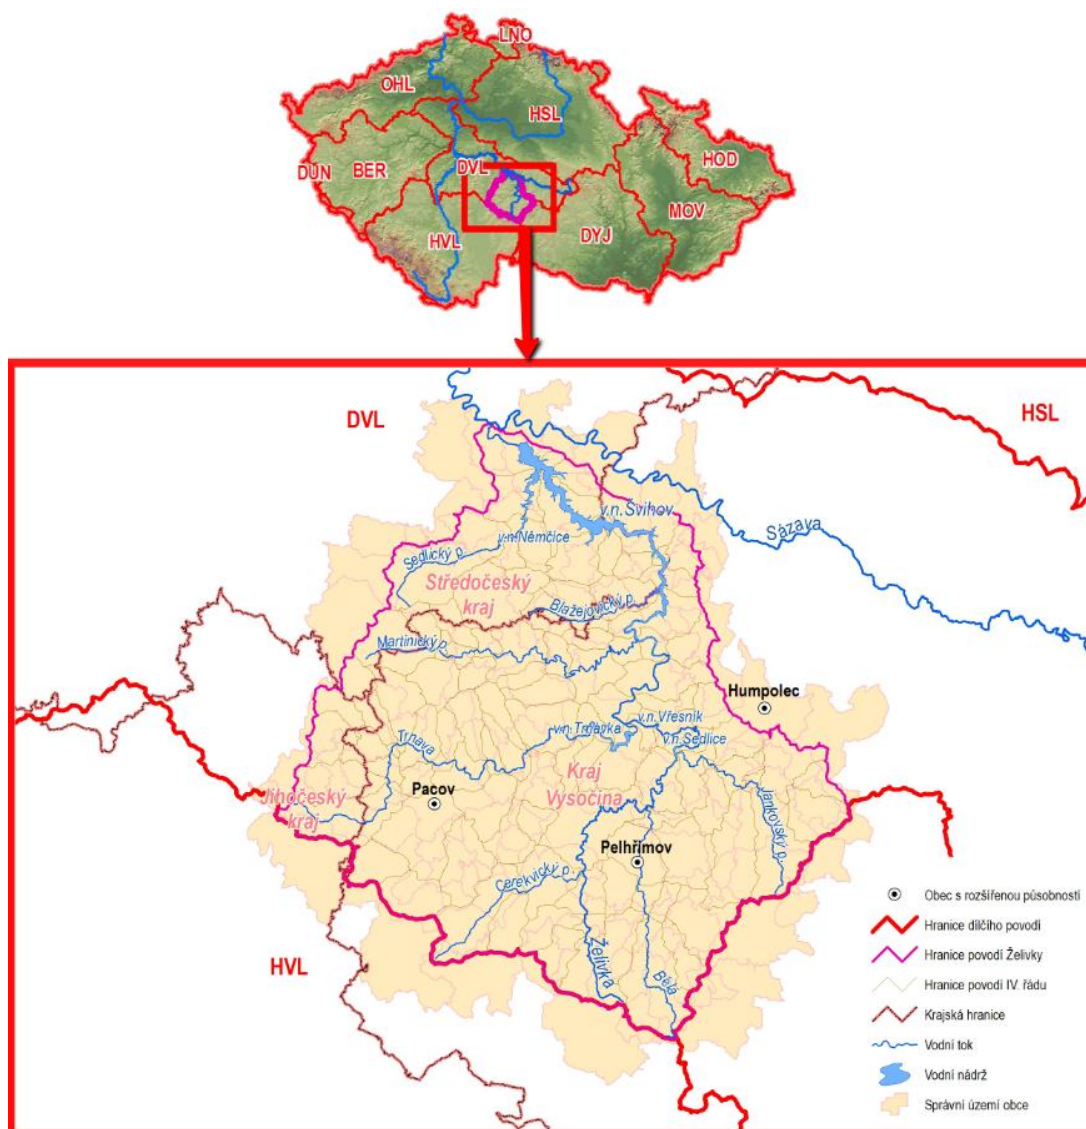 LNO
OHL
HSL
DUN
BER
DVL
HOD
MOV
HVL
DYJ
DVL
HSL
v.n.Švihov
Sázava
v.n.Němčice
Sedlický p.
Středočeský
kraj
Blažejovický p.
Martinický p.
Humpolec
v.n.Vřesník
v.n.Trnávka
v.n.Sedlice
Trnava
Kraj
Vysočina
Pacov
Jihočeský
kraj
Jankovský p.
Pelhřimov
Cerekvický p.
Želivka
Bělá
HVL
Obec s rozšířenou působností
Hranice dílčího povodí
Hranice povodí Želivky
Hranice povodí IV. řádu
Krajská hranice
Vodní tok
Vodní nádrž
Správní území obce